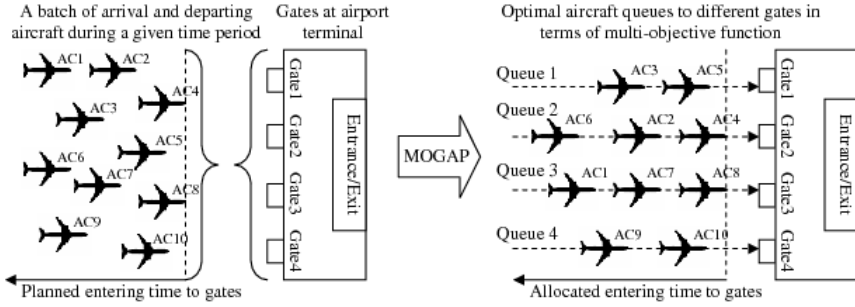 A batch of arrival and departing
aircraft during a given time period
Gates at airport
terminal
Optimal aircraft queues to different gates in
terms of multi-objective function
AC1
AC2
AC3
AC4
AC5
AC6
AC7
AC8
AC9
AC10
Planned entering time to gates
Gate1
Gate2
Gate3
Gate4
Entrance/Exit
MOGAP
Queue 1
AC3
AC5
Queue 2
AC6
AC2
AC4
Queue 3
AC1
AC7
AC8
Queue 4
AC9
AC10
Gate1
Gate2
Gate3
Gate4
Entrance/Exit
Allocated entering time to gates